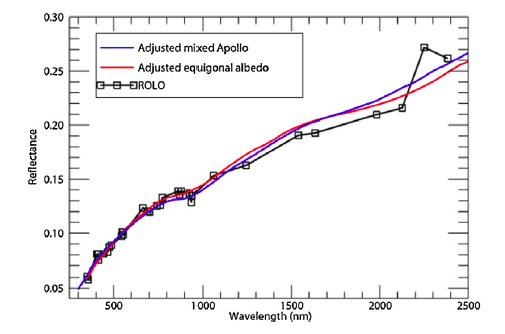 0.30
Adjusted mixed Apollo
Adjusted equigonal albedo
ROLO
0.25
0.20
0.15
0.10
0.05
Reflectance
500 1000 1500 2000 2500
Wavelength (nm)